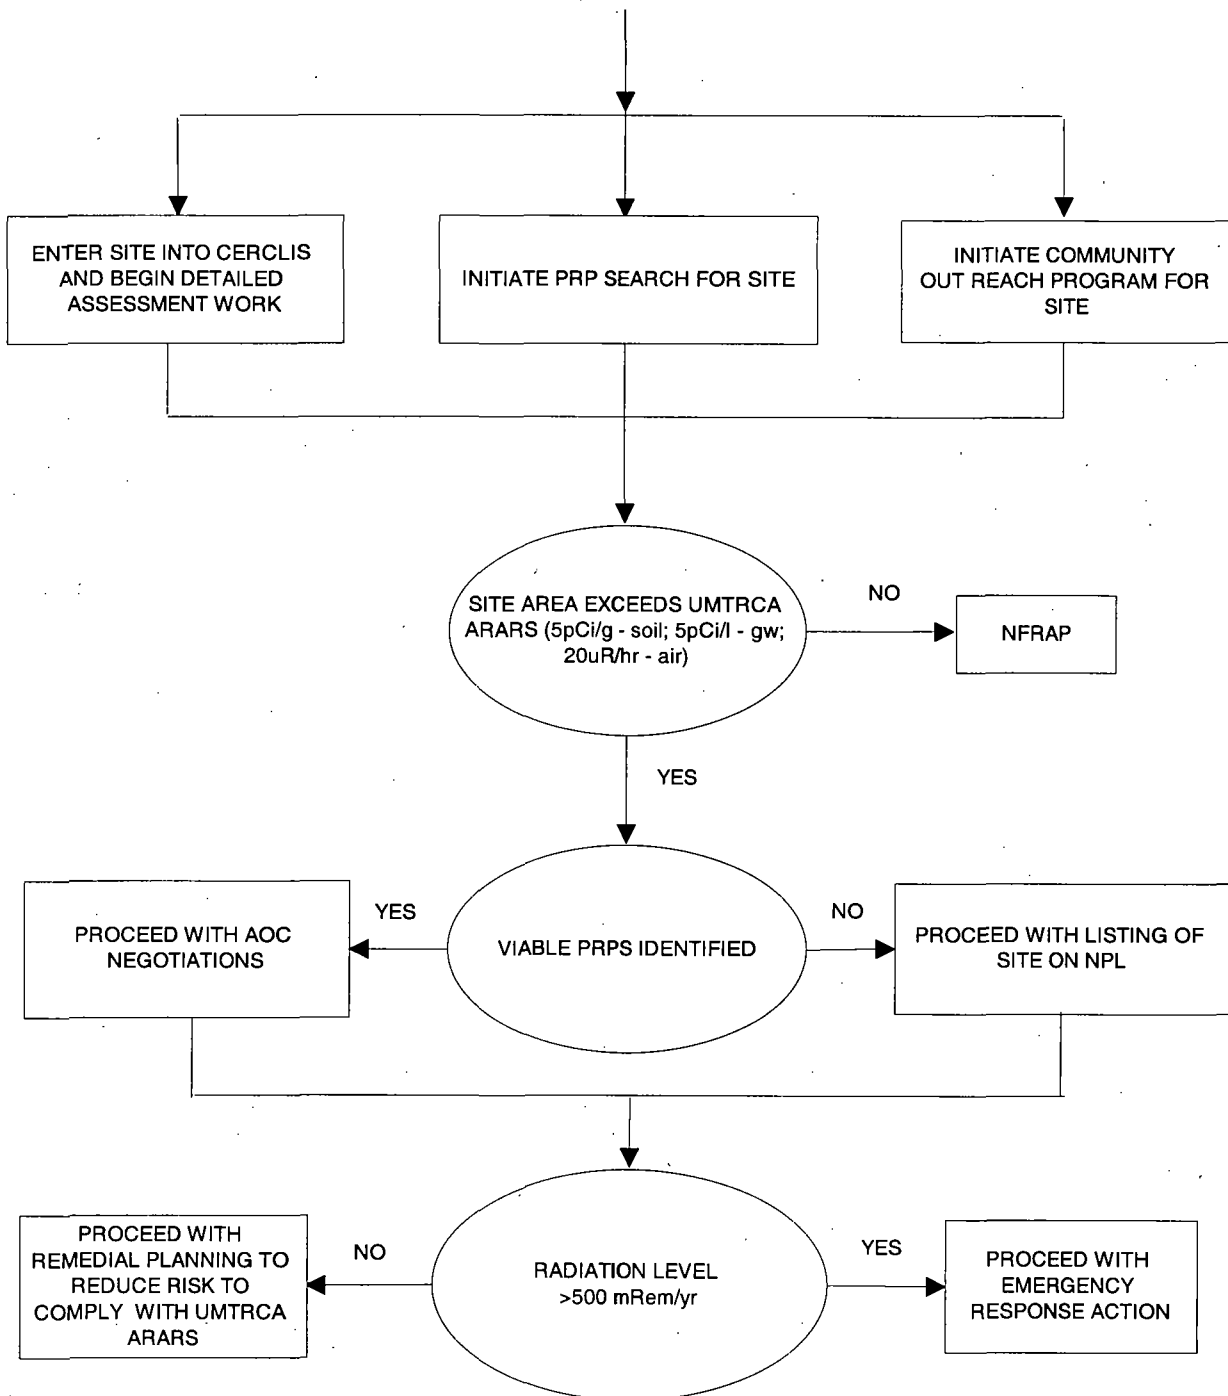 ENTER SITE INTO CERCLIS
AND BEGIN DETAILED
ASSESSMENT WORK
INITIATE PRP SEARCH FOR SITE
INITIATE COMMUNITY
OUT REACH PROGRAM FOR
SITE
SITE AREA EXCEEDS UMTRCA
ARARS (5pCi/g - soil; 5pCi/l - gw;
20uR/hr - air)
NO
NFRAP
YES
VIABLE PRPS IDENTIFIED
YES
PROCEED WITH AOC
NEGOTIATIONS
NO
PROCEED WITH LISTING OF
SITE ON NPL
RADIATION LEVEL
>500 mRem/yr
NO
PROCEED WITH
REMEDIAL PLANNING TO
REDUCE RISK TO
COMPLY WITH UMTRCA
ARARS
YES
PROCEED WITH
EMERGENCY
RESPONSE ACTION